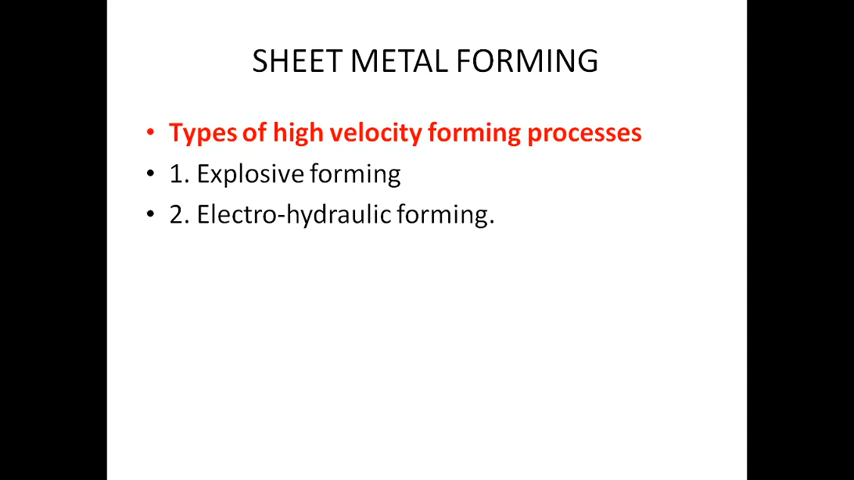 SHEET METAL FORMING
• Types of high velocity forming processes
• 1. Explosive forming
• 2. Electro-hydraulic forming.